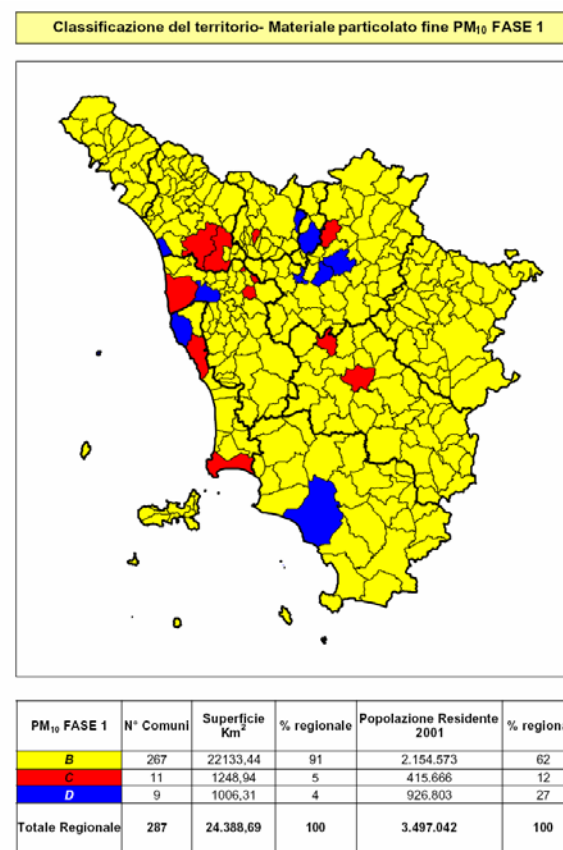 Classificazione del territorio- Materiale particolato fine PM₁₀ FASE 1
PM₁₀ FASE 1 N° Comuni Superficie Km² % regionale Popolazione Residente 2001 % regiona
B 267 22133,44 91 2.154.573 62
C 11 1248,94 5 415.666 12
D 9 1006,31 4 926.803 27
Totale Regionale 287 24.388,69 100 3.497.042 100